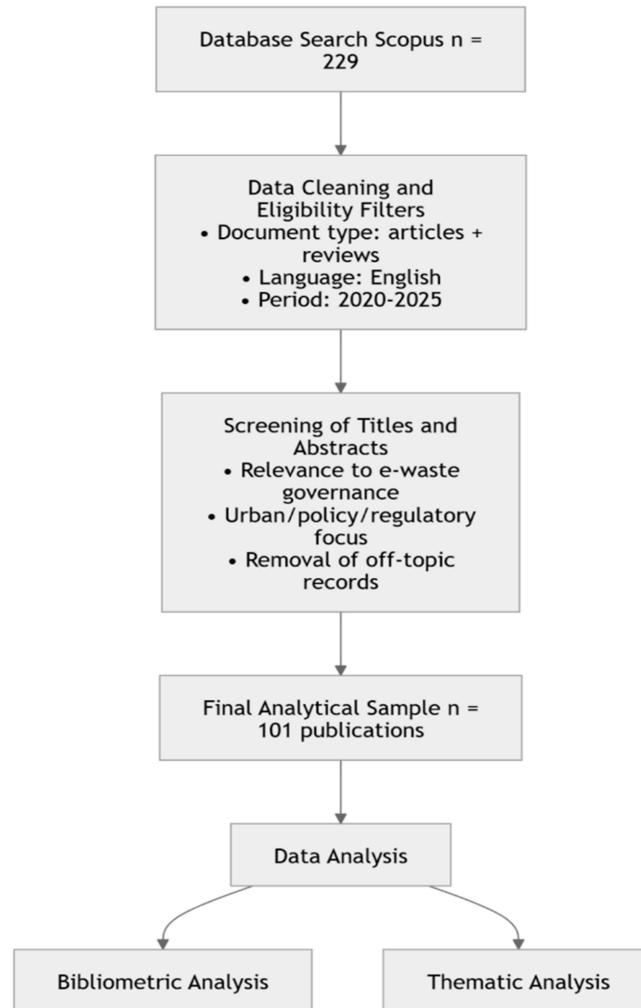 Database Search Scopus n =
229
Data Cleaning and
Eligibility Filters
• Document type: articles +
reviews
• Language: English
• Period: 2020-2025
Screening of Titles and
Abstracts
• Relevance to e-waste
governance
• Urban/policy/regulatory
focus
• Removal of off-topic
records
Final Analytical Sample n =
101 publications
Data Analysis
Bibliometric Analysis
Thematic Analysis